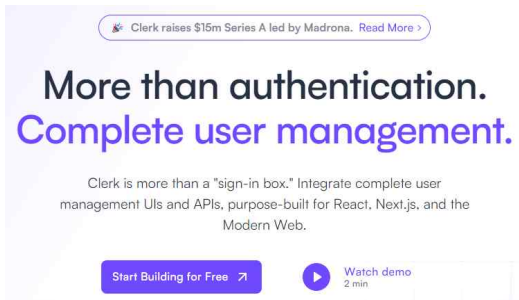 🎉 Clerk raises $15m Series A led by Madrona. Read More ›
More than authentication.
Complete user management.
Clerk is more than a "sign-in box." Integrate complete user
management UIs and APIs, purpose-built for React, Next.js, and the
Modern Web.
Start Building for Free ↗
Watch demo
2 min